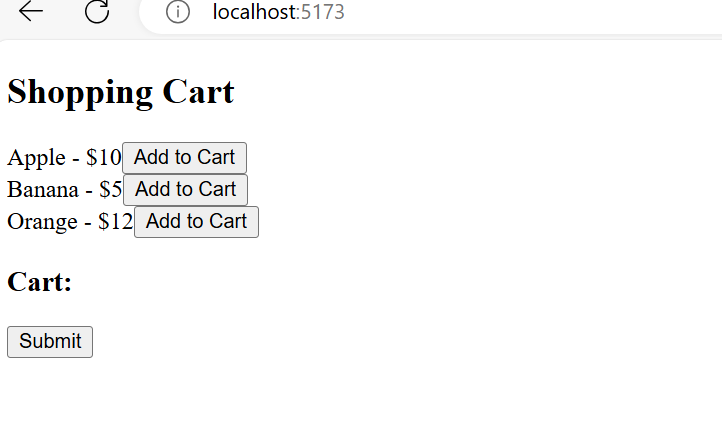 localhost:5173
Shopping Cart
Apple - $10 Add to Cart
Banana - $5 Add to Cart
Orange - $12 Add to Cart
Cart:
Submit